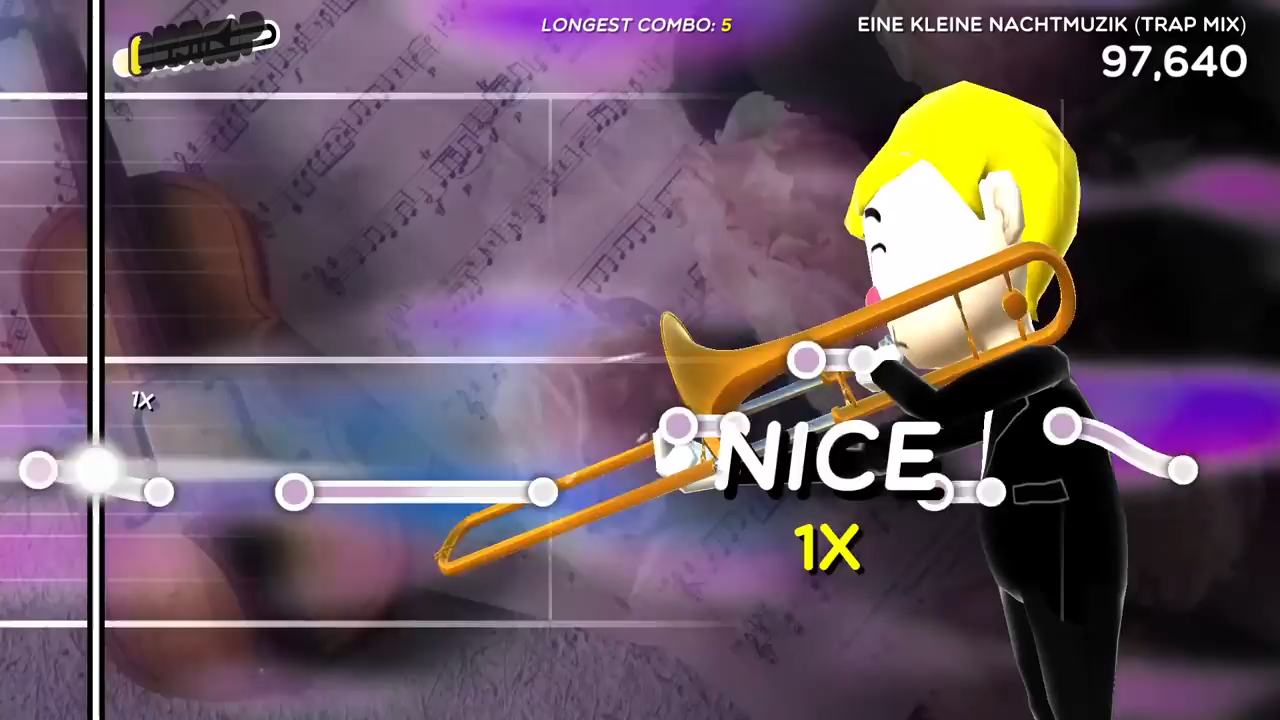 LONGEST COMBO: 5
EINE KLEINE NACHTMUZIK (TRAP MIX)
97,640
1X
NICE
1X